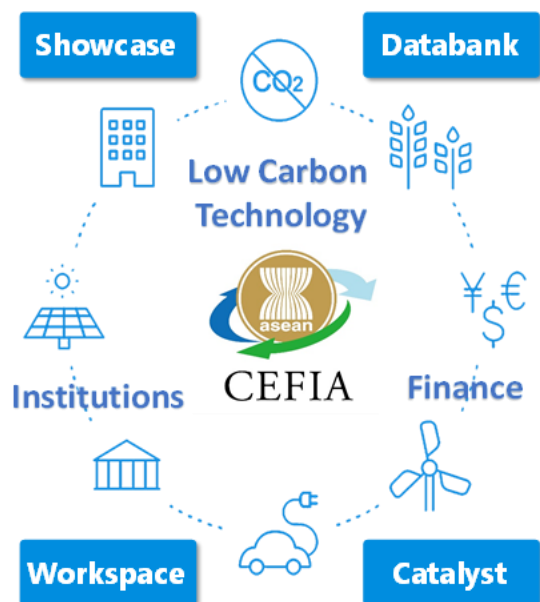 Showcase
Databank
CO2
Low Carbon
Technology
¥ €
$
asean
CEFIA
Institutions
Finance
Workspace
Catalyst